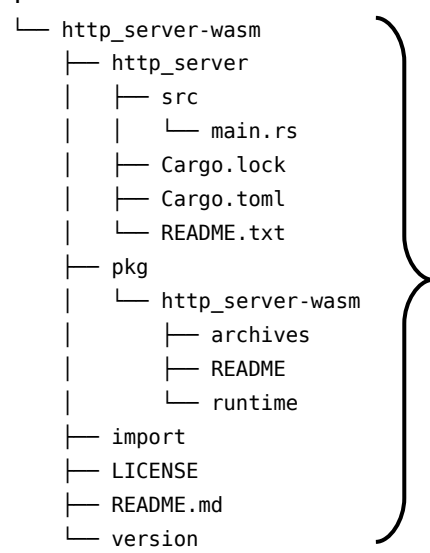 └── http_server-wasm
    ├── http_server
    │   ├── src
    │   │   └── main.rs
    │   ├── Cargo.lock
    │   ├── Cargo.toml
    │   └── README.txt
    ├── pkg
    │   └── http_server-wasm
    │       ├── archives
    │       ├── README
    │       └── runtime
    ├── import
    ├── LICENSE
    ├── README.md
    └── version